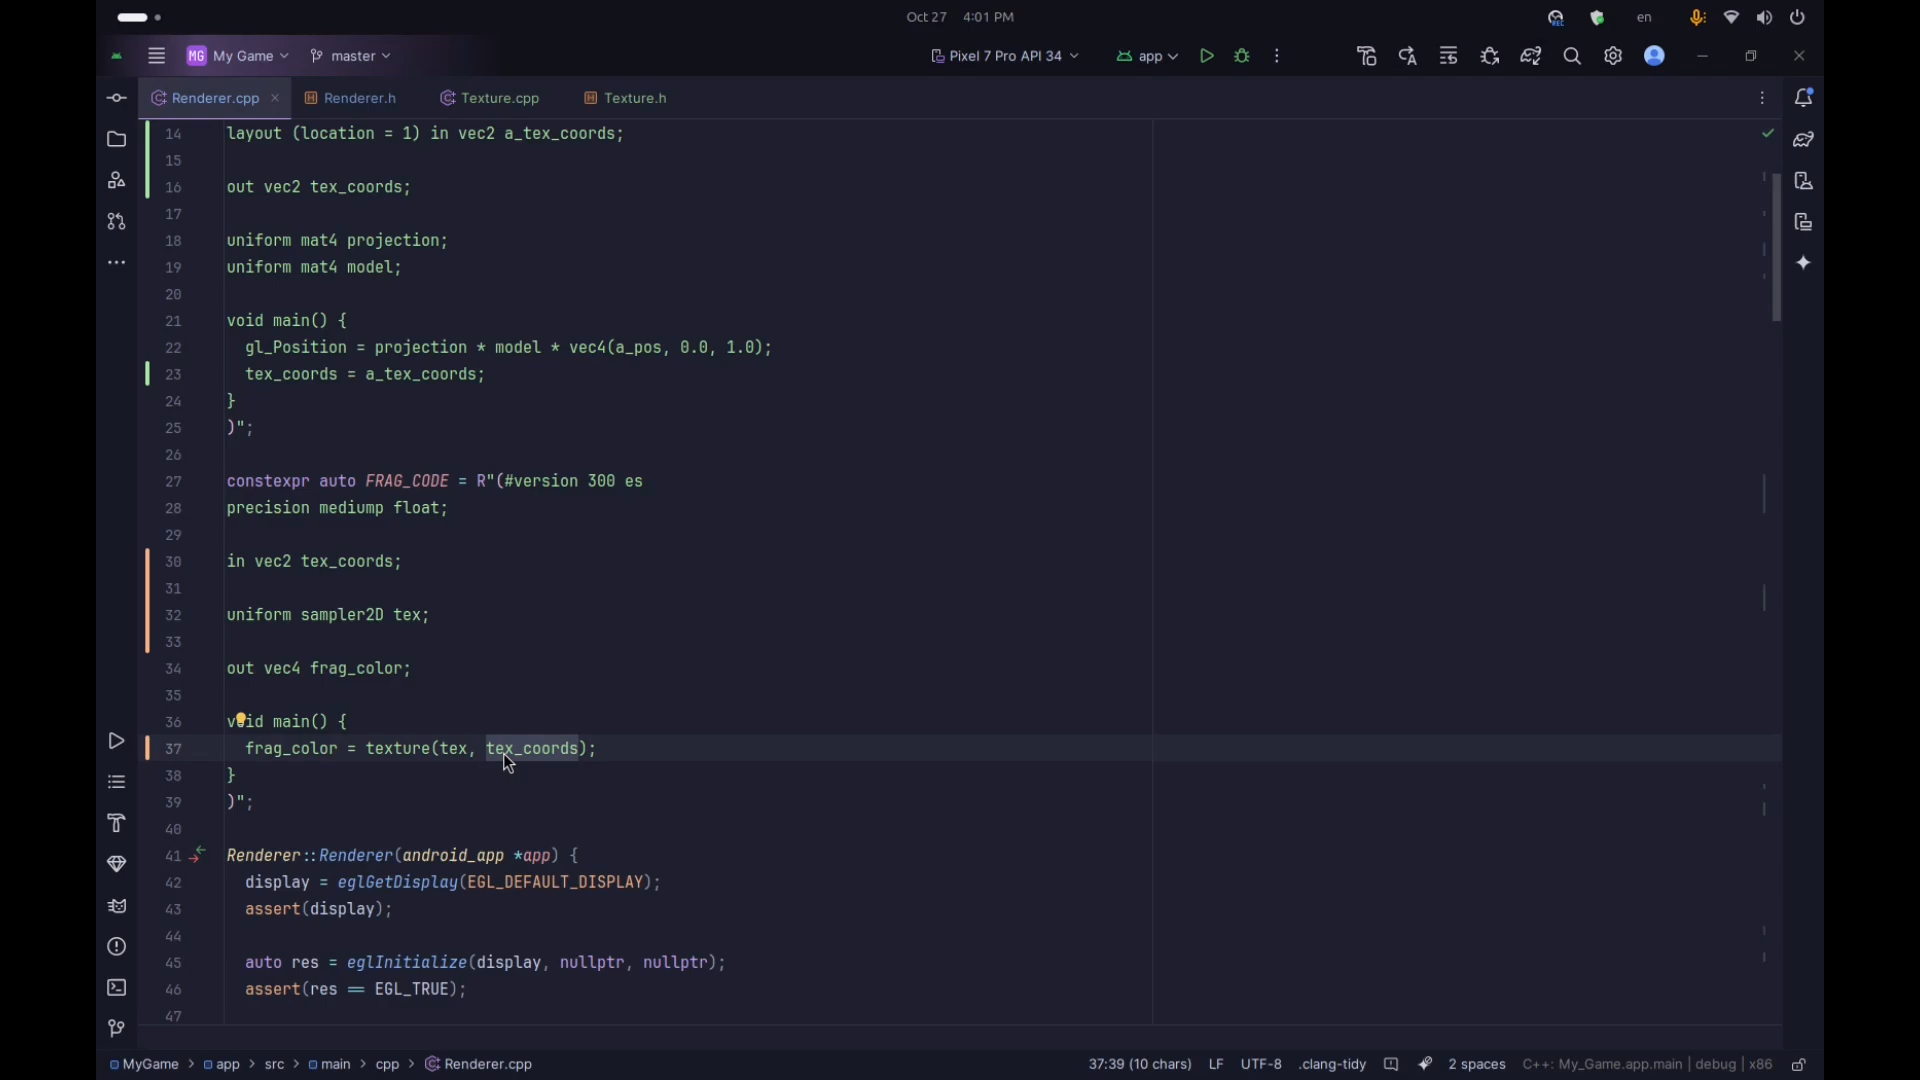 Oct 27 4:01 PM
REC
en
MG My Game
master
Pixel 7 Pro API 34
app
Renderer.cpp
Renderer.h
Texture.cpp
Texture.h
14 layout (location = 1) in vec2 a_tex_coords;
15
16 out vec2 tex_coords;
17
18 uniform mat4 projection;
19 uniform mat4 model;
20
21 void main() {
22 gl_Position = projection * model * vec4(a_pos, 0.0, 1.0);
23 tex_coords = a_tex_coords;
24 }
25 )";
26
27 constexpr auto FRAG_CODE = R"(#version 300 es
28 precision mediump float;
29
30 in vec2 tex_coords;
31
32 uniform sampler2D tex;
33
34 out vec4 frag_color;
35
36 void main() {
37 frag_color = texture(tex, tex_coords);
38 }
39 )";
40
41 Renderer::Renderer(android_app *app) {
42 display = eglGetDisplay(EGL_DEFAULT_DISPLAY);
43 assert(display);
44
45 auto res = eglInitialize(display, nullptr, nullptr);
46 assert(res == EGL_TRUE);
47
MyGame > app > src > main > cpp > Renderer.cpp
37:39 (10 chars) LF UTF-8 .clang-tidy 2 spaces C++: My_Game.app.main | debug | x86